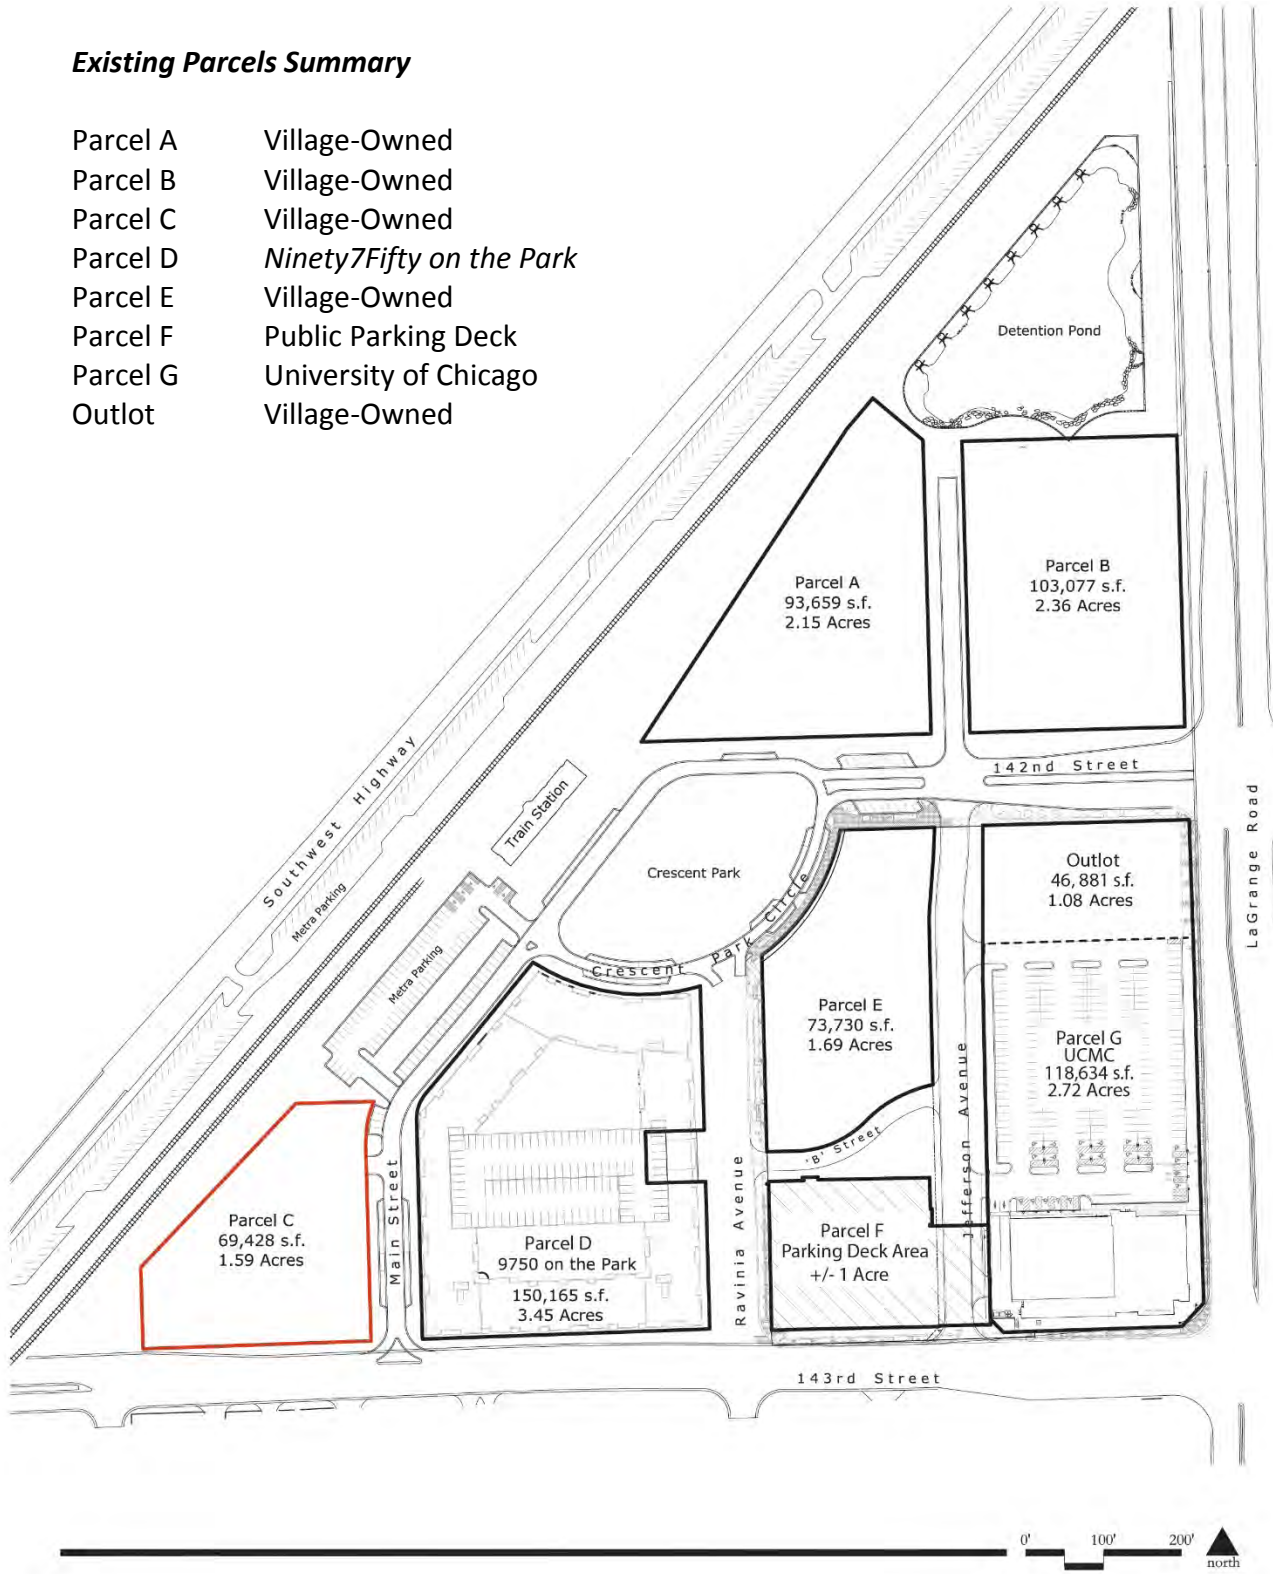 Existing Parcels Summary
Parcel A Village-Owned
Parcel B Village-Owned
Parcel C Village-Owned
Parcel D Ninety7Fifty on the Park
Parcel E Village-Owned
Parcel F Public Parking Deck
Parcel G University of Chicago
Outlot Village-Owned
Detention Pond
Parcel A
93,659 s.f.
2.15 Acres
Parcel B
103,077 s.f.
2.36 Acres
142nd Street
Southwest Highway
Metra Parking
Train Station
Metra Parking
Crescent Park
Crescent Park Circle
Outlot
46,881 s.f.
1.08 Acres
LaGrange Road
Parcel E
73,730 s.f.
1.69 Acres
Parcel G
UCMC
118,634 s.f.
2.72 Acres
Jefferson Avenue
'B' Street
Ravinia Avenue
Main Street
Parcel C
69,428 s.f.
1.59 Acres
Parcel D
9750 on the Park
150,165 s.f.
3.45 Acres
Parcel F
Parking Deck Area
+/- 1 Acre
143rd Street
0' 100' 200'
north